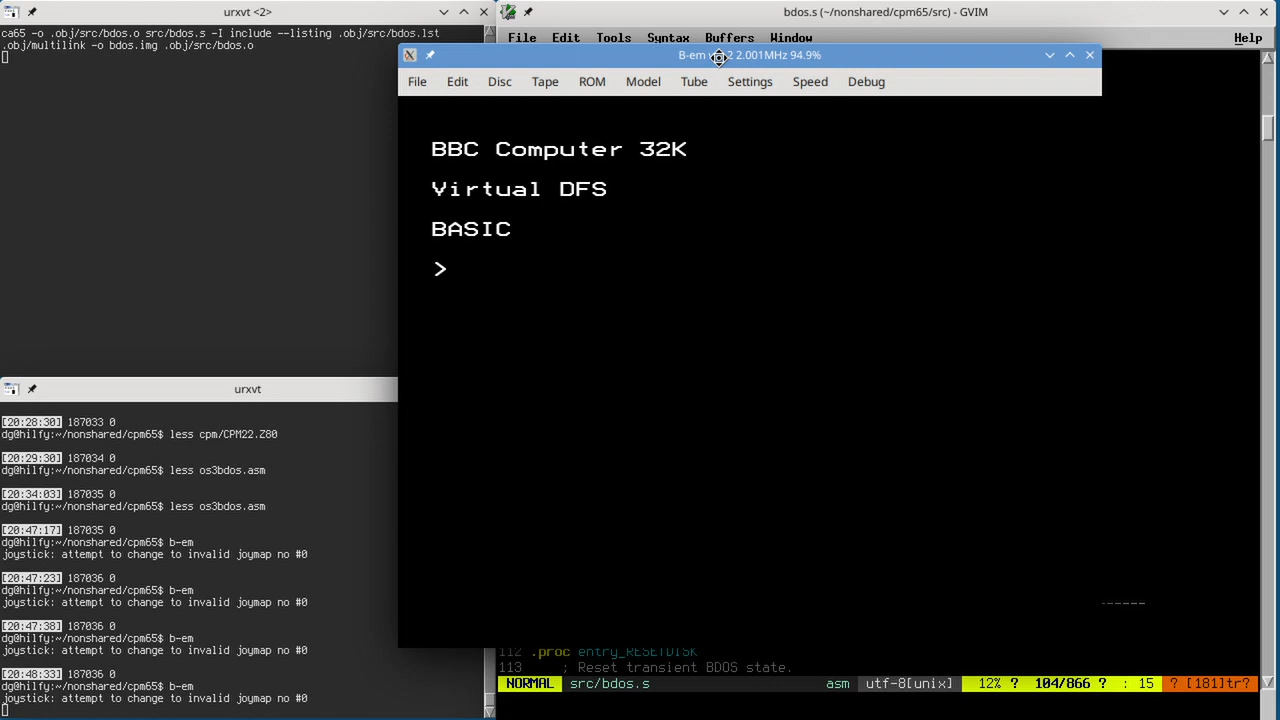 urxvt <2>
ca65 -o .obj/src/bdos.o src/bdos.s -I include --listing .obj/src/bdos.lst
.obj/multilink -o bdos.img .obj/src/bdos.o
bdos.s (~/nonshared/cpm65/src) - GVIM
File Edit Tools Syntax Buffers Window Help
B-em 2 2.001MHz 94.9%
File Edit Disc Tape ROM Model Tube Settings Speed Debug
BBC Computer 32K
Virtual DFS
BASIC
>
urxvt
[20:28:30] 187033 0
dg@hilfy:~/nonshared/cpm65$ less cpm/CPM22.Z80
[20:29:30] 187034 0
dg@hilfy:~/nonshared/cpm65$ less os3bdos.asm
[20:34:03] 187035 0
dg@hilfy:~/nonshared/cpm65$ less os3bdos.asm
[20:47:17] 187035 0
dg@hilfy:~/nonshared/cpm65$ b-em
joystick: attempt to change to invalid joymap no #0
[20:47:23] 187036 0
dg@hilfy:~/nonshared/cpm65$ b-em
joystick: attempt to change to invalid joymap no #0
[20:47:38] 187036 0
dg@hilfy:~/nonshared/cpm65$ b-em
joystick: attempt to change to invalid joymap no #0
[20:48:33] 187036 0
dg@hilfy:~/nonshared/cpm65$ b-em
joystick: attempt to change to invalid joymap no #0
------
112 .proc entry_RESETDISK
113 ; Reset transient BDOS state.
NORMAL src/bdos.s asm utf-8[unix] 12% ? 104/866 ? : 15 ? [181]tr?